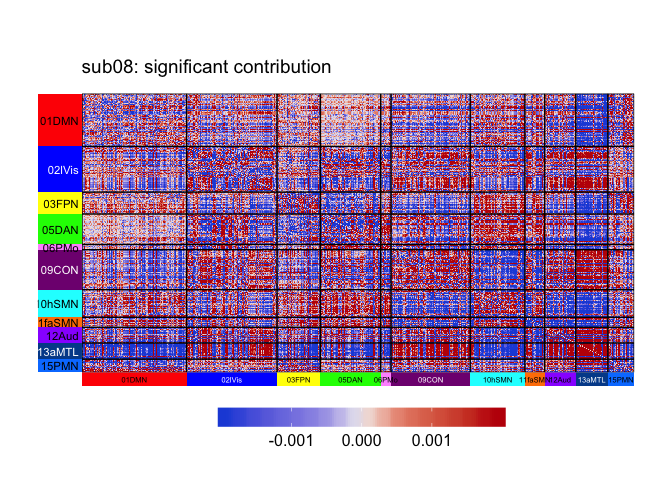 sub08: significant contribution
01DMN
02lVis
03FPN
05DAN
06PMo
09CON
10hSMN
1faSMN
12Aud
13aMTL
15PMN
01DMN 02lVis 03FPN 05DAN 06PMo 09CON 10hSMN 11faSMN 12Aud 13aMTL 15PMN
-0.001 0.000 0.001